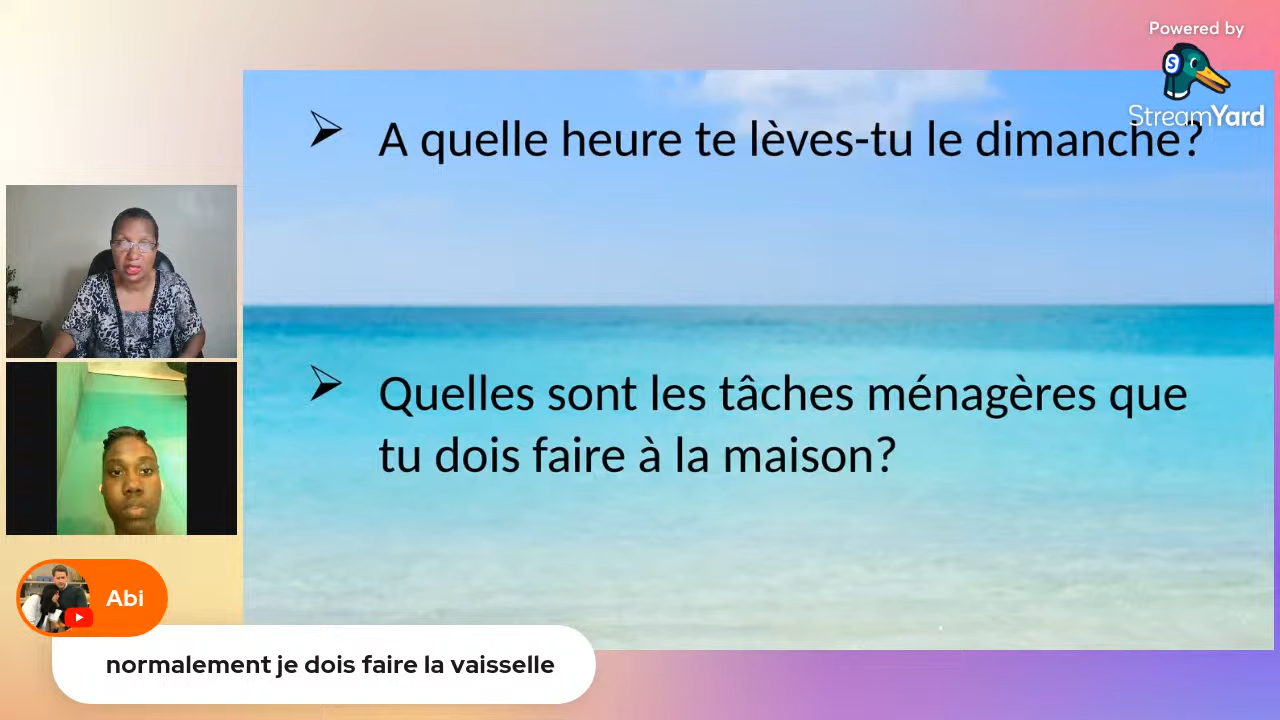 Powered by
StreamYard
A quelle heure te lèves-tu le dimanche?
Quelles sont les tâches ménagères que
tu dois faire à la maison?
Abi
normalement je dois faire la vaisselle